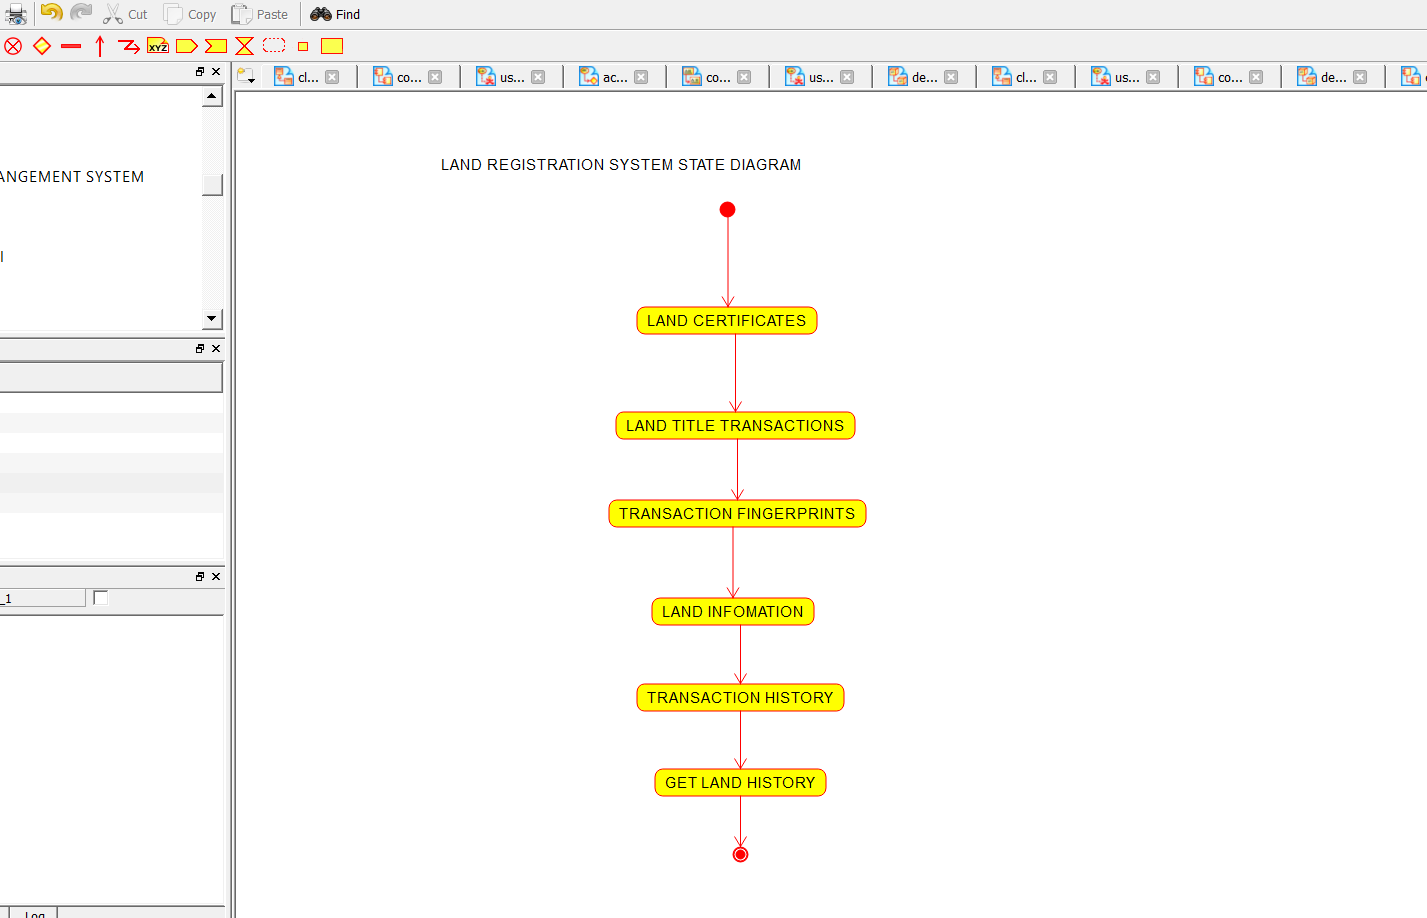 Cut Copy Paste Find
XYZ
cl... co... us... ac... co... us... de... cl... us... co... de...
ANGEMENT SYSTEM
l
_1
Log
LAND REGISTRATION SYSTEM STATE DIAGRAM
LAND CERTIFICATES
LAND TITLE TRANSACTIONS
TRANSACTION FINGERPRINTS
LAND INFOMATION
TRANSACTION HISTORY
GET LAND HISTORY